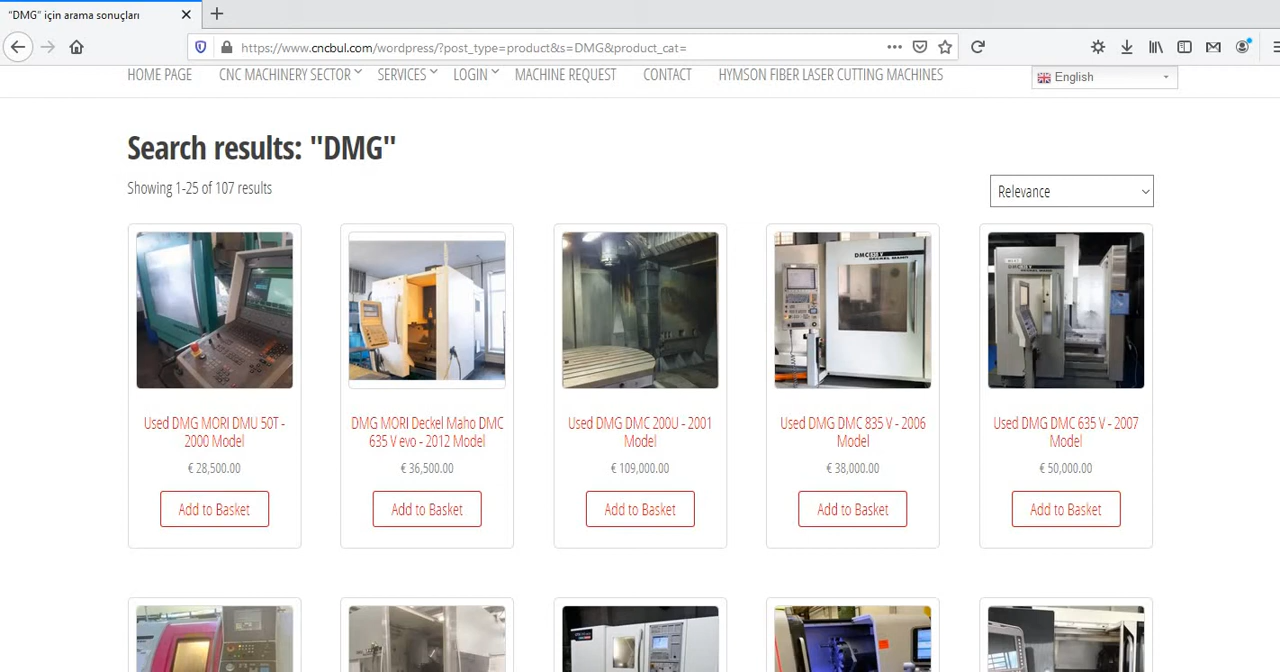 "DMG" için arama sonuçları
https://www.cncbul.com/wordpress/?post_type=product&s=DMG&product_cat=
HOME PAGE CNC MACHINERY SECTOR SERVICES LOGIN MACHINE REQUEST CONTACT HYMSON FIBER LASER CUTTING MACHINES English
Search results: "DMG"
Showing 1-25 of 107 results
Relevance
DMC 835 V
DECKEL MAHO
Used DMG MORI DMU 50T -
2000 Model
€ 28,500.00
Add to Basket
DMG MORI Deckel Maho DMC
635 V evo - 2012 Model
€ 36,500.00
Add to Basket
Used DMG DMC 200U - 2001
Model
€ 109,000.00
Add to Basket
Used DMG DMC 835 V - 2006
Model
€ 38,000.00
Add to Basket
Used DMG DMC 635 V - 2007
Model
€ 50,000.00
Add to Basket